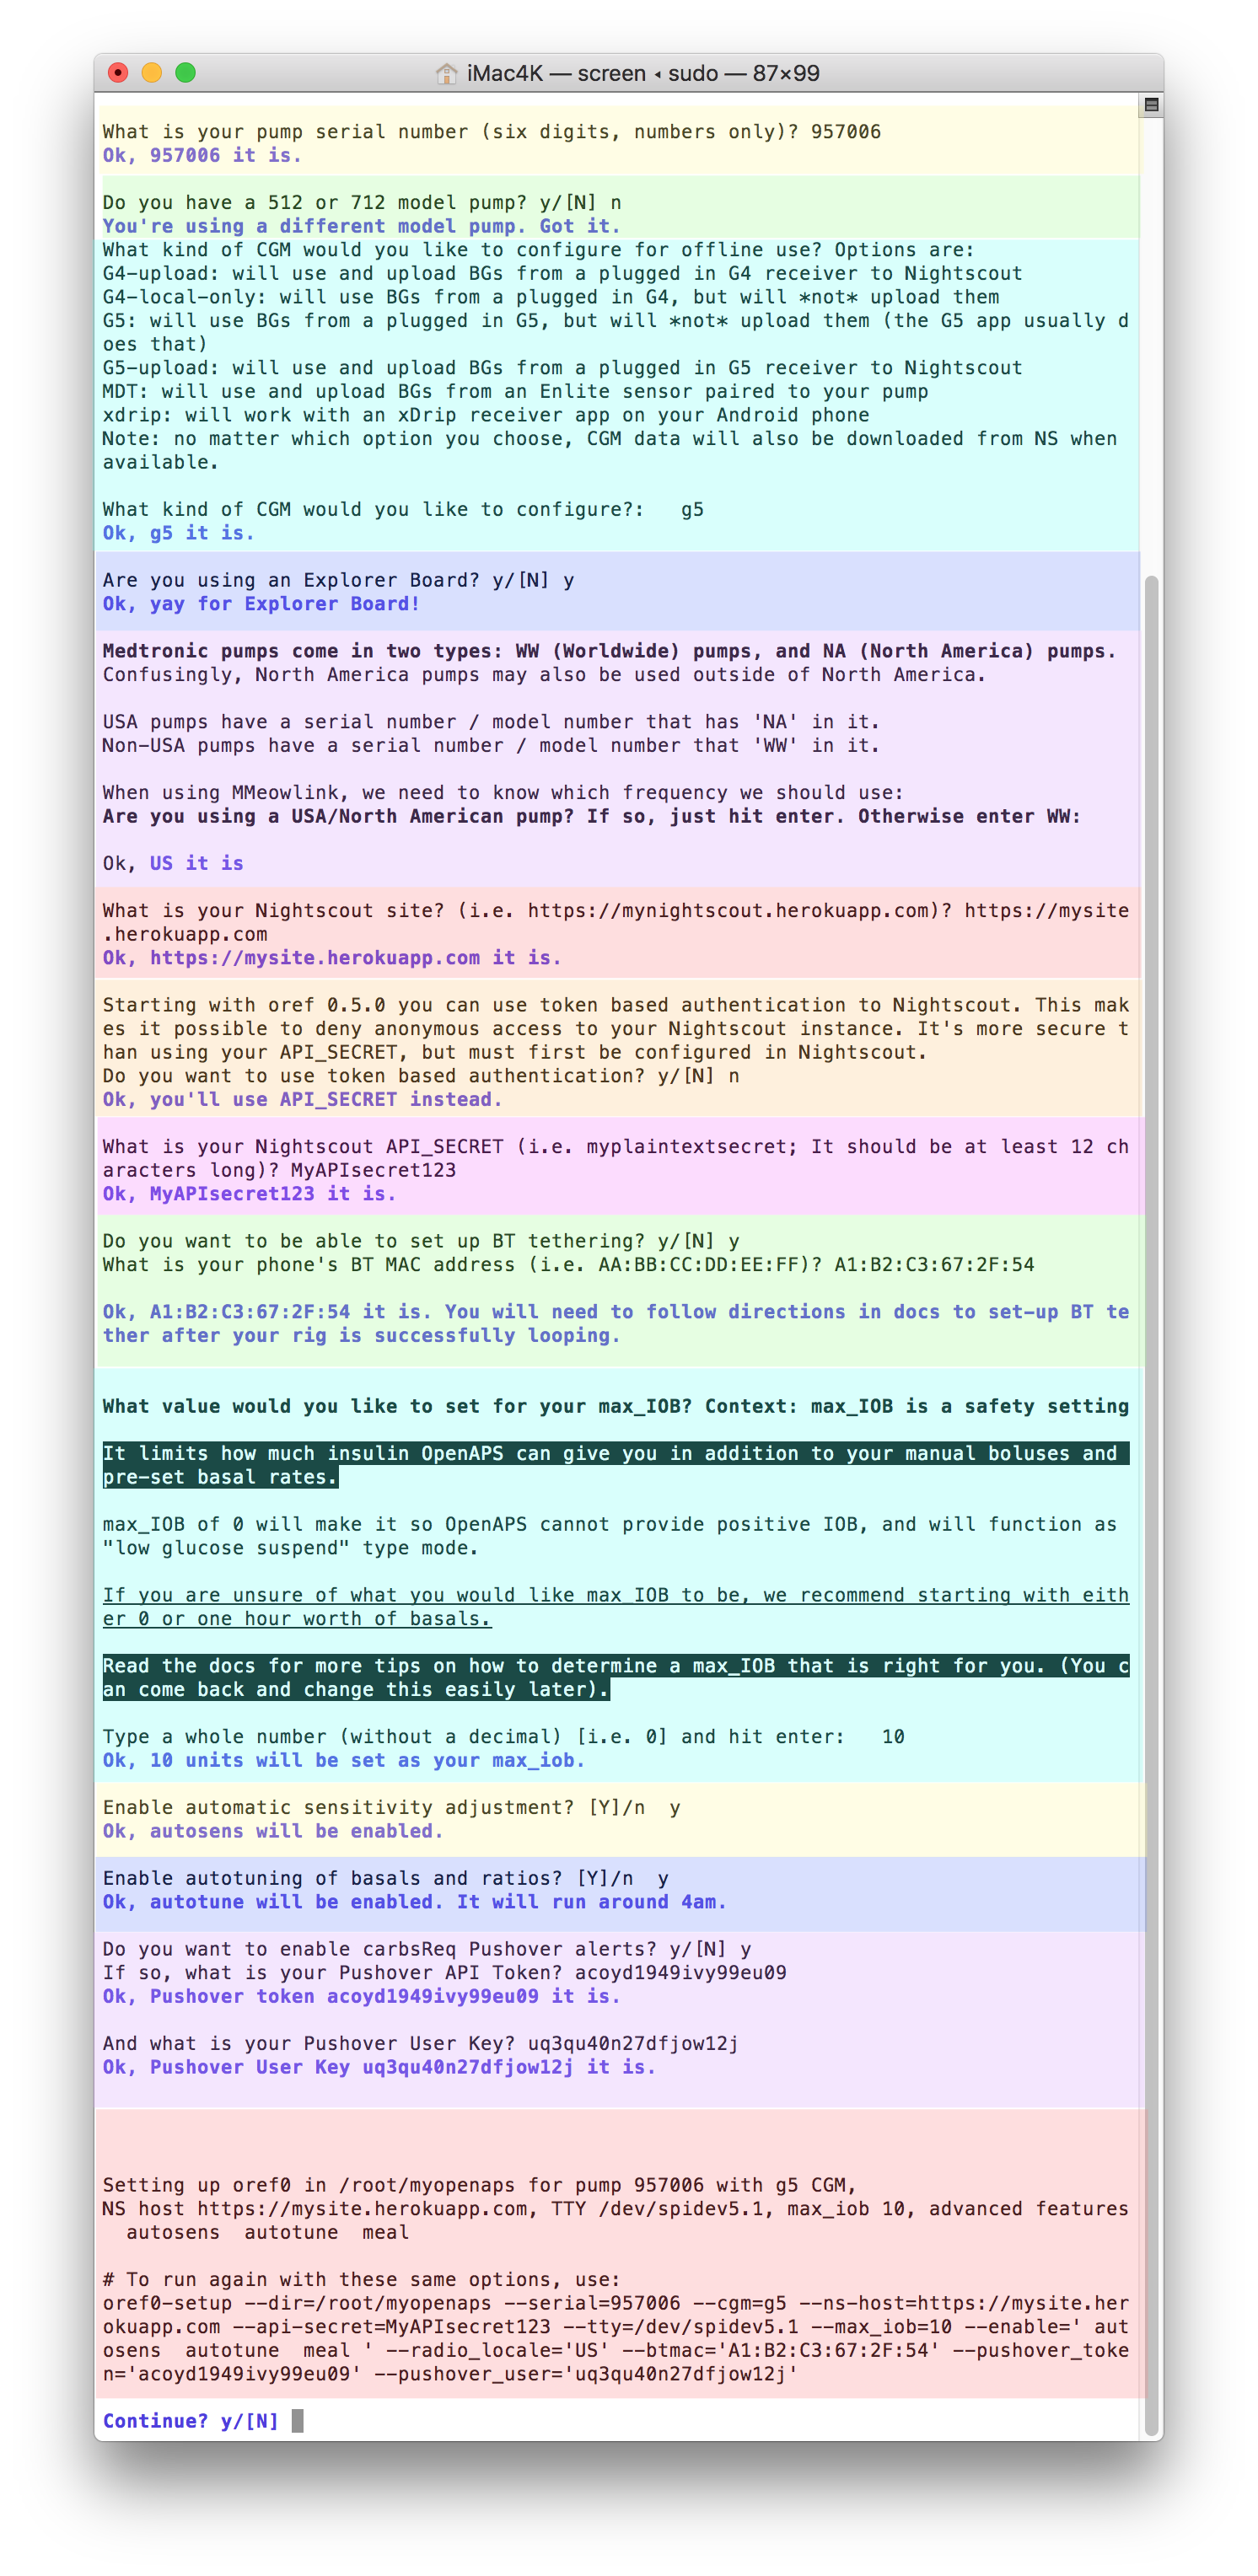 iMac4K — screen ◂ sudo — 87×99
What is your pump serial number (six digits, numbers only)? 957006
Ok, 957006 it is.
Do you have a 512 or 712 model pump? y/[N] n
You're using a different model pump. Got it.
What kind of CGM would you like to configure for offline use? Options are:
G4-upload: will use and upload BGs from a plugged in G4 receiver to Nightscout
G4-local-only: will use BGs from a plugged in G4, but will *not* upload them
G5: will use BGs from a plugged in G5, but will *not* upload them (the G5 app usually d
oes that)
G5-upload: will use and upload BGs from a plugged in G5 receiver to Nightscout
MDT: will use and upload BGs from an Enlite sensor paired to your pump
xdrip: will work with an xDrip receiver app on your Android phone
Note: no matter which option you choose, CGM data will also be downloaded from NS when
available.
What kind of CGM would you like to configure?:   g5
Ok, g5 it is.
Are you using an Explorer Board? y/[N] y
Ok, yay for Explorer Board!
Medtronic pumps come in two types: WW (Worldwide) pumps, and NA (North America) pumps.
Confusingly, North America pumps may also be used outside of North America.
USA pumps have a serial number / model number that has 'NA' in it.
Non-USA pumps have a serial number / model number that 'WW' in it.
When using MMeowlink, we need to know which frequency we should use:
Are you using a USA/North American pump? If so, just hit enter. Otherwise enter WW:
Ok, US it is
What is your Nightscout site? (i.e. https://mynightscout.herokuapp.com)? https://mysite
.herokuapp.com
Ok, https://mysite.herokuapp.com it is.
Starting with oref 0.5.0 you can use token based authentication to Nightscout. This mak
es it possible to deny anonymous access to your Nightscout instance. It's more secure t
han using your API_SECRET, but must first be configured in Nightscout.
Do you want to use token based authentication? y/[N] n
Ok, you'll use API_SECRET instead.
What is your Nightscout API_SECRET (i.e. myplaintextsecret; It should be at least 12 ch
aracters long)? MyAPIsecret123
Ok, MyAPIsecret123 it is.
Do you want to be able to set up BT tethering? y/[N] y
What is your phone's BT MAC address (i.e. AA:BB:CC:DD:EE:FF)? A1:B2:C3:67:2F:54
Ok, A1:B2:C3:67:2F:54 it is. You will need to follow directions in docs to set-up BT te
ther after your rig is successfully looping.
What value would you like to set for your max_IOB? Context: max_IOB is a safety setting
It limits how much insulin OpenAPS can give you in addition to your manual boluses and
pre-set basal rates.
max_IOB of 0 will make it so OpenAPS cannot provide positive IOB, and will function as
"low glucose suspend" type mode.
If you are unsure of what you would like max_IOB to be, we recommend starting with eith
er 0 or one hour worth of basals.
Read the docs for more tips on how to determine a max_IOB that is right for you. (You c
an come back and change this easily later).
Type a whole number (without a decimal) [i.e. 0] and hit enter:   10
Ok, 10 units will be set as your max_iob.
Enable automatic sensitivity adjustment? [Y]/n  y
Ok, autosens will be enabled.
Enable autotuning of basals and ratios? [Y]/n  y
Ok, autotune will be enabled. It will run around 4am.
Do you want to enable carbsReq Pushover alerts? y/[N] y
If so, what is your Pushover API Token? acoyd1949ivy99eu09
Ok, Pushover token acoyd1949ivy99eu09 it is.
And what is your Pushover User Key? uq3qu40n27dfjow12j
Ok, Pushover User Key uq3qu40n27dfjow12j it is.
Setting up oref0 in /root/myopenaps for pump 957006 with g5 CGM,
NS host https://mysite.herokuapp.com, TTY /dev/spidev5.1, max_iob 10, advanced features
  autosens  autotune  meal
# To run again with these same options, use:
oref0-setup --dir=/root/myopenaps --serial=957006 --cgm=g5 --ns-host=https://mysite.her
okuapp.com --api-secret=MyAPIsecret123 --tty=/dev/spidev5.1 --max_iob=10 --enable=' aut
osens  autotune  meal ' --radio_locale='US' --btmac='A1:B2:C3:67:2F:54' --pushover_toke
n='acoyd1949ivy99eu09' --pushover_user='uq3qu40n27dfjow12j'
Continue? y/[N]